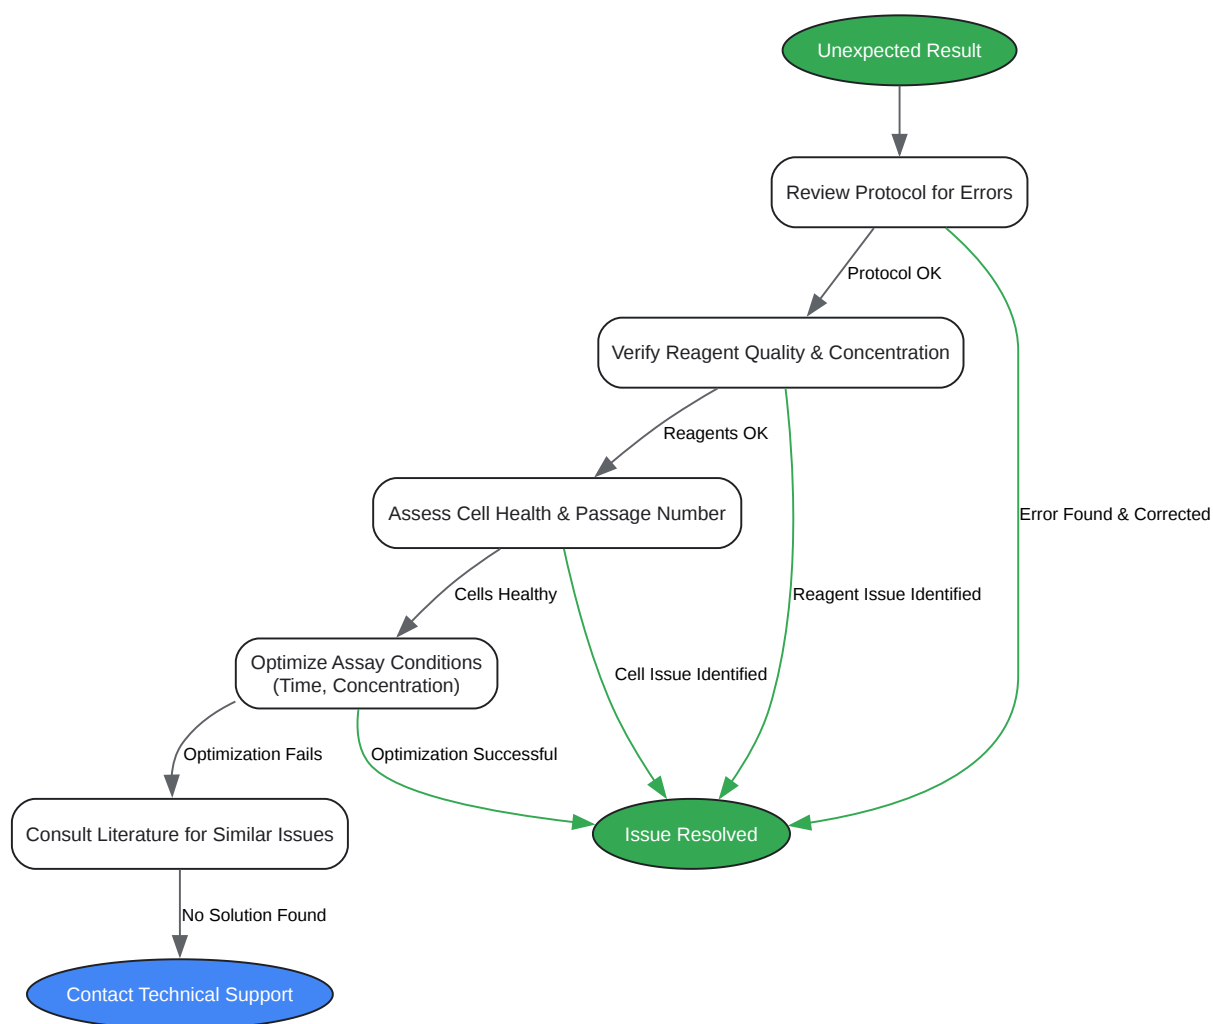 Unexpected Result
Review Protocol for Errors
Protocol OK
Verify Reagent Quality & Concentration
Reagents OK
Assess Cell Health & Passage Number
Error Found & Corrected
Cells Healthy
Reagent Issue Identified
Optimize Assay Conditions
(Time, Concentration)
Cell Issue Identified
Optimization Fails
Optimization Successful
Consult Literature for Similar Issues
Issue Resolved
No Solution Found
Contact Technical Support